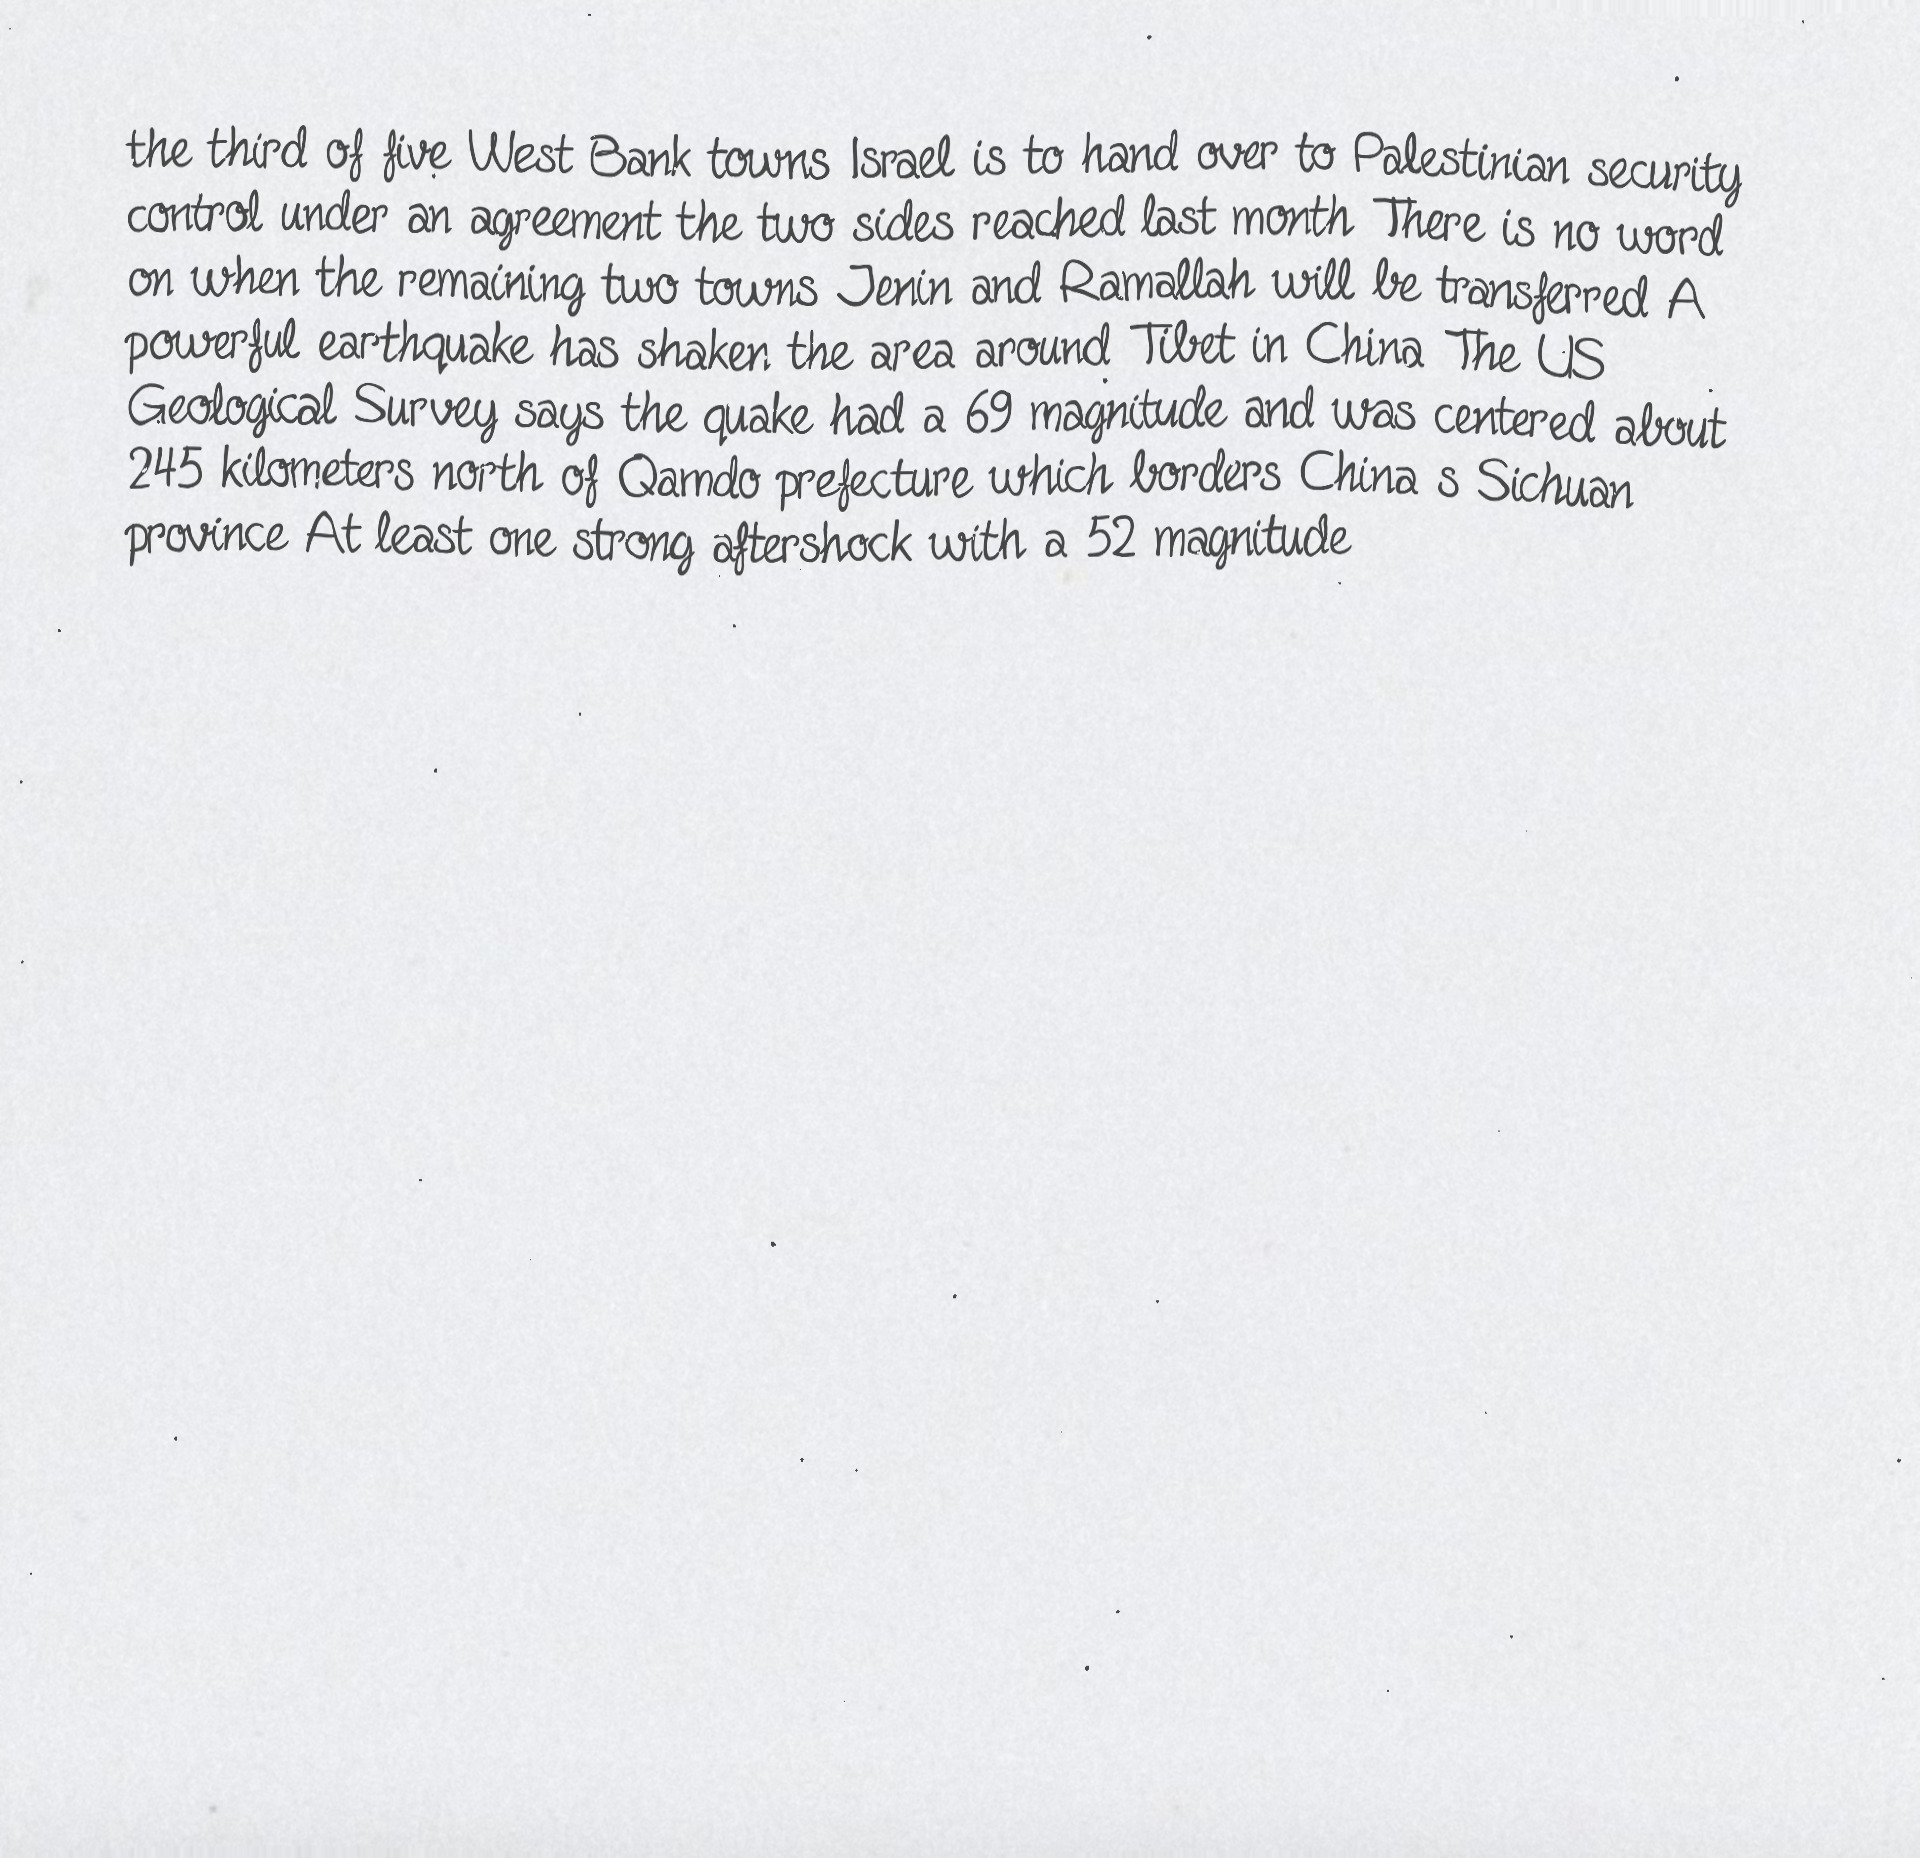 the third of five West Bank towns Israel is to hand over to Palestinian security
control under an agreement the two sides reached last month There is no word
on when the remaining two towns Jenin and Ramallah will be transferred A
powerful earthquake has shaken the area around Tibet in China The US
Geological Survey says the quake had a 69 magnitude and was centered about
245 kilometers north of Qamdo prefecture which borders China s Sichuan
province At least one strong aftershock with a 52 magnitude